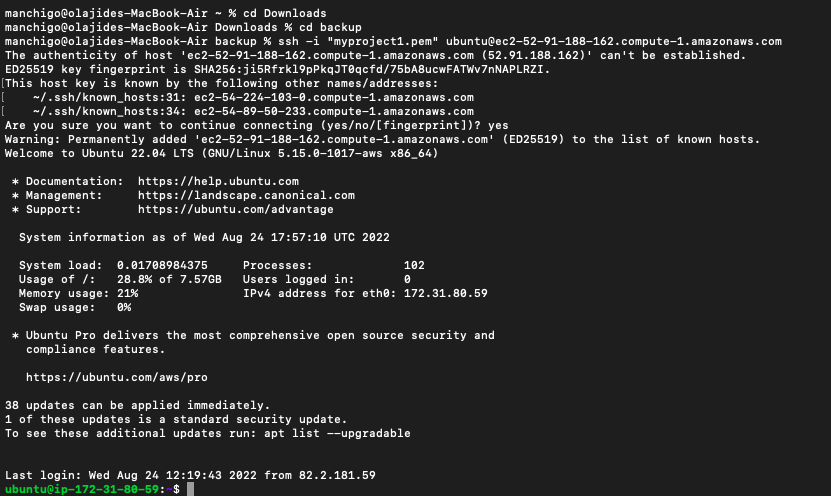 manchigo@olajides-MacBook-Air ~ % cd Downloads
manchigo@olajides-MacBook-Air Downloads % cd backup
manchigo@olajides-MacBook-Air backup % ssh -i "myproject1.pem" ubuntu@ec2-52-91-188-162.compute-1.amazonaws.com
The authenticity of host 'ec2-52-91-188-162.compute-1.amazonaws.com (52.91.188.162)' can't be established.
ED25519 key fingerprint is SHA256:ji5Rfrkl9pPkqJT0qcfd/75bA8ucwFATWv7nNAPLRZI.
[This host key is known by the following other names/addresses:
[    ~/.ssh/known_hosts:31: ec2-54-224-103-0.compute-1.amazonaws.com
[    ~/.ssh/known_hosts:34: ec2-54-89-50-233.compute-1.amazonaws.com
Are you sure you want to continue connecting (yes/no/[fingerprint])? yes
Warning: Permanently added 'ec2-52-91-188-162.compute-1.amazonaws.com' (ED25519) to the list of known hosts.
Welcome to Ubuntu 22.04 LTS (GNU/Linux 5.15.0-1017-aws x86_64)

 * Documentation:  https://help.ubuntu.com
 * Management:     https://landscape.canonical.com
 * Support:        https://ubuntu.com/advantage

  System information as of Wed Aug 24 17:57:10 UTC 2022

  System load:  0.01708984375     Processes:             102
  Usage of /:   28.8% of 7.57GB   Users logged in:       0
  Memory usage: 21%               IPv4 address for eth0: 172.31.80.59
  Swap usage:   0%

 * Ubuntu Pro delivers the most comprehensive open source security and
   compliance features.

   https://ubuntu.com/aws/pro

38 updates can be applied immediately.
1 of these updates is a standard security update.
To see these additional updates run: apt list --upgradable


Last login: Wed Aug 24 12:19:43 2022 from 82.2.181.59
ubuntu@ip-172-31-80-59:~$